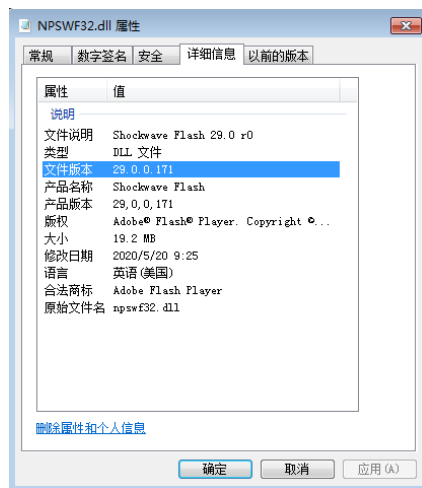 NPSWF32.dll 属性
常规 数字签名 安全 详细信息 以前的版本
属性 值
说明
文件说明 Shockwave Flash 29.0 r0
类型 DLL 文件
文件版本 29.0.0.171
产品名称 Shockwave Flash
产品版本 29,0,0,171
版权 Adobe® Flash® Player. Copyright ©...
大小 19.2 MB
修改日期 2020/5/20 9:25
语言 英语(美国)
合法商标 Adobe Flash Player
原始文件名 npswf32.dll
删除属性和个人信息
确定 取消 应用(A)